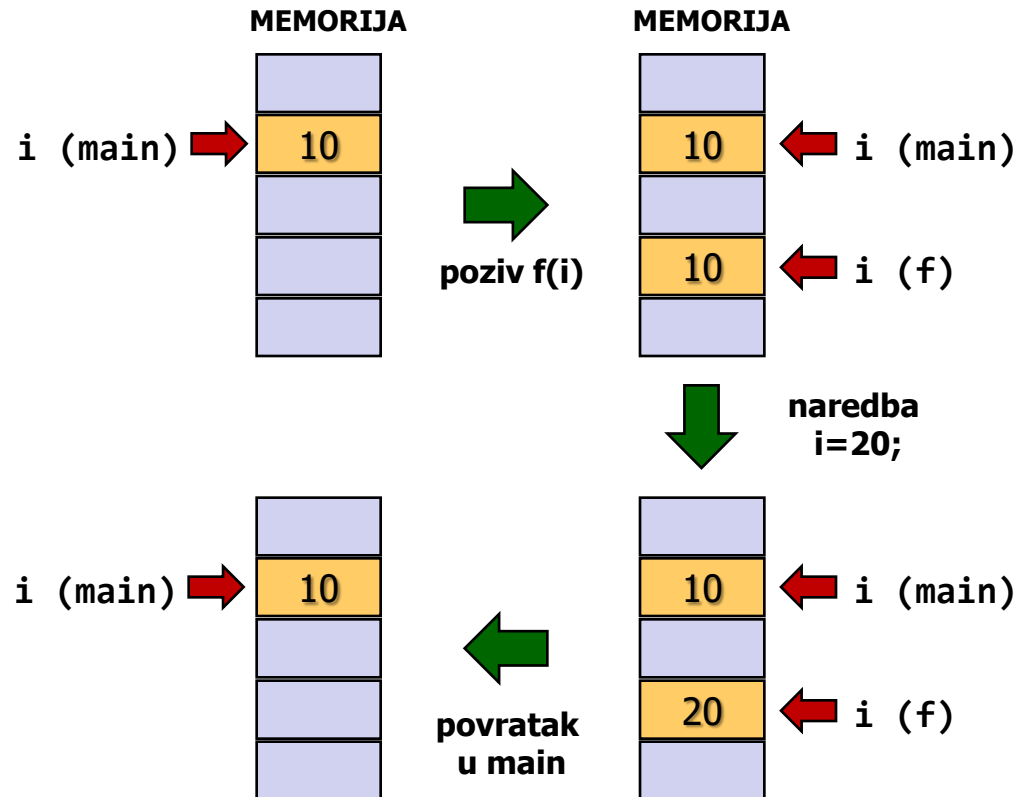 MEMORIJA
MEMORIJA
i (main)
10
10
i (main)
poziv f(i)
10
i (f)
naredba
i=20;
i (main)
10
10
i (main)
povratak
u main
20
i (f)